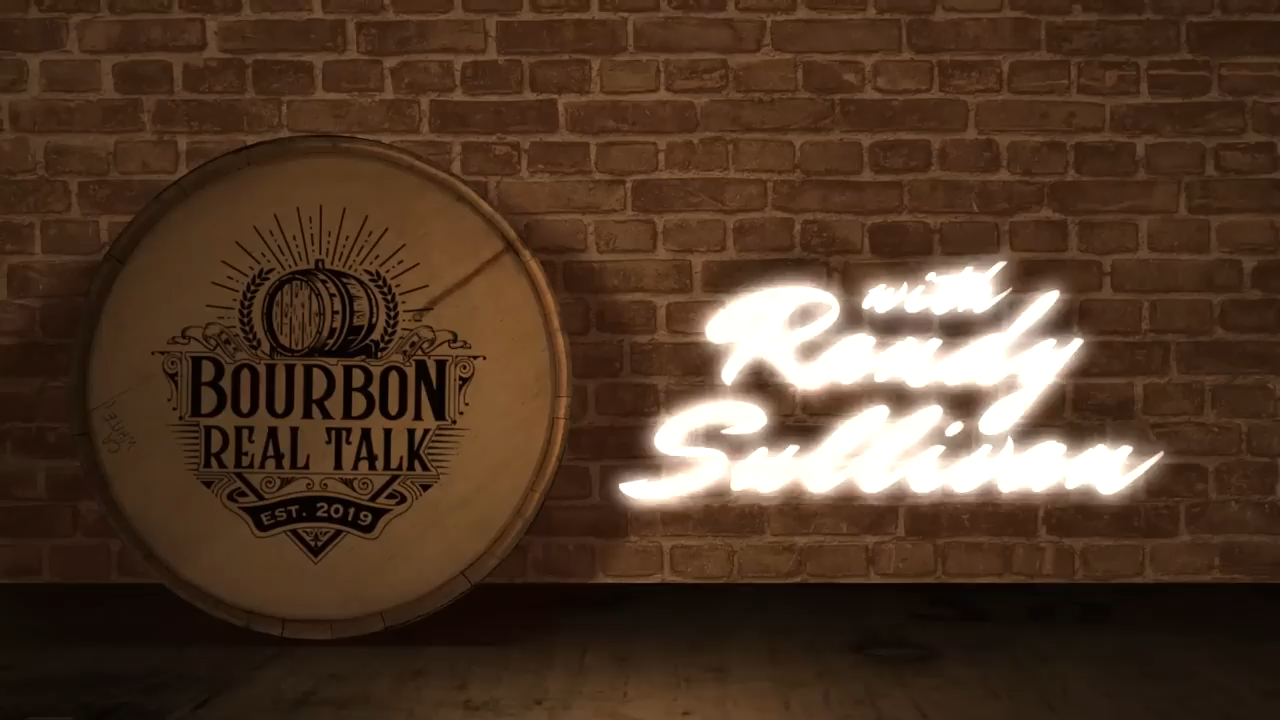 BOURBON
REAL TALK
EST. 2019
with
Randy
Sullivan